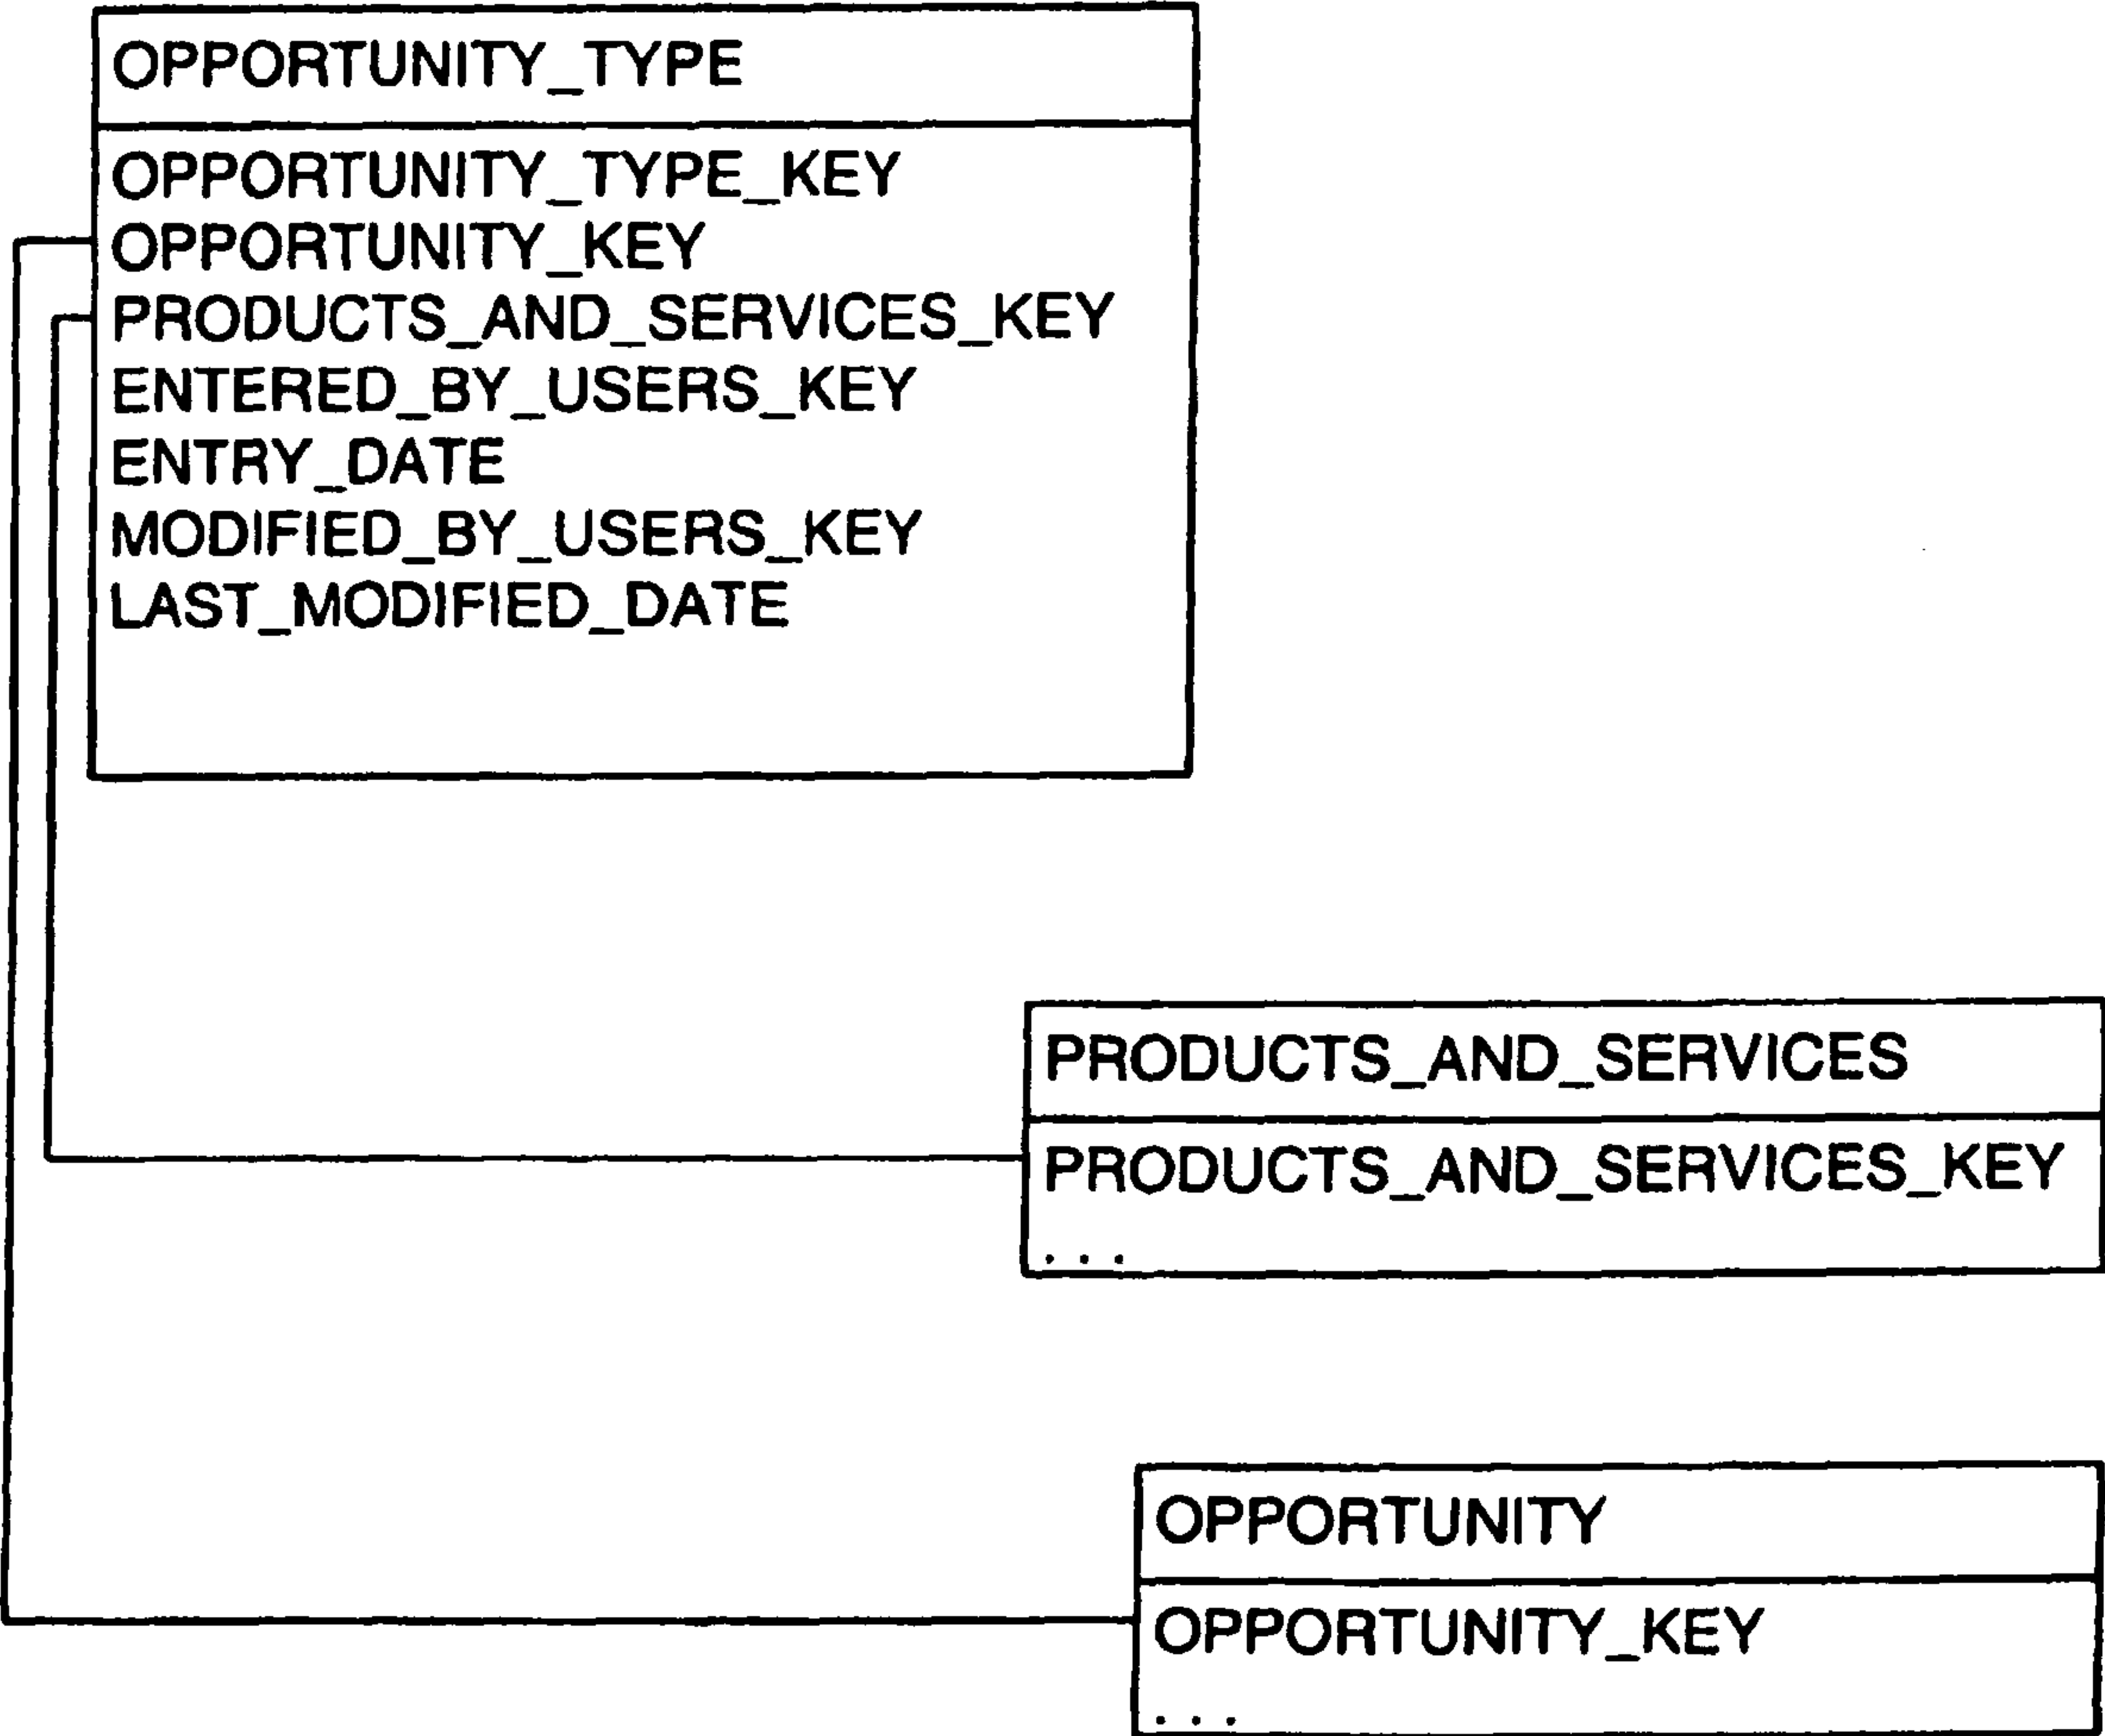 OPPORTUNITY_TYPE
OPPORTUNITY_TYPE_KEY
OPPORTUNITY_KEY
PRODUCTS_AND_SERVICES_KEY
ENTERED_BY_USERS_KEY
ENTRY_DATE
MODIFIED_BY_USERS_KEY
LAST_MODIFIED_DATE
PRODUCTS_AND_SERVICES
PRODUCTS_AND_SERVICES_KEY
. . .
OPPORTUNITY
OPPORTUNITY_KEY
. . .